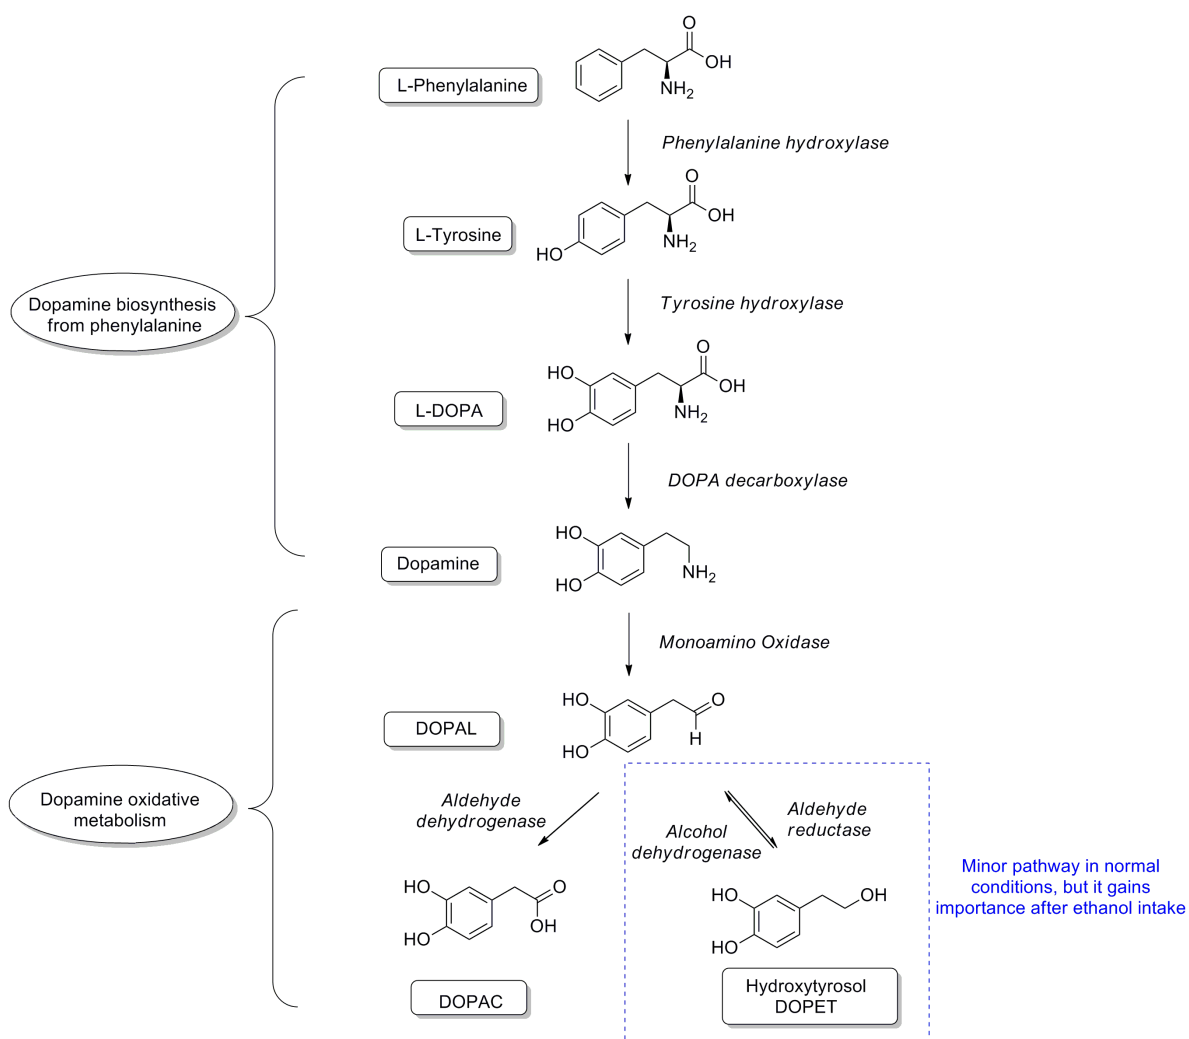 O
OH
NH2
L-Phenylalanine
Phenylalanine hydroxylase
O
OH
NH2
HO
L-Tyrosine
Dopamine biosynthesis
from phenylalanine
Tyrosine hydroxylase
O
HO
OH
NH2
HO
L-DOPA
DOPA decarboxylase
HO
HO
NH2
Dopamine
Monoamino Oxidase
HO
O
H
HO
DOPAL
Dopamine oxidative
metabolism
Aldehyde
dehydrogenase
Aldehyde
reductase
Alcohol
dehydrogenase
Minor pathway in normal
conditions, but it gains
importance after ethanol intake
HO
O
OH
HO
HO
OH
HO
DOPAC
Hydroxytyrosol
DOPET